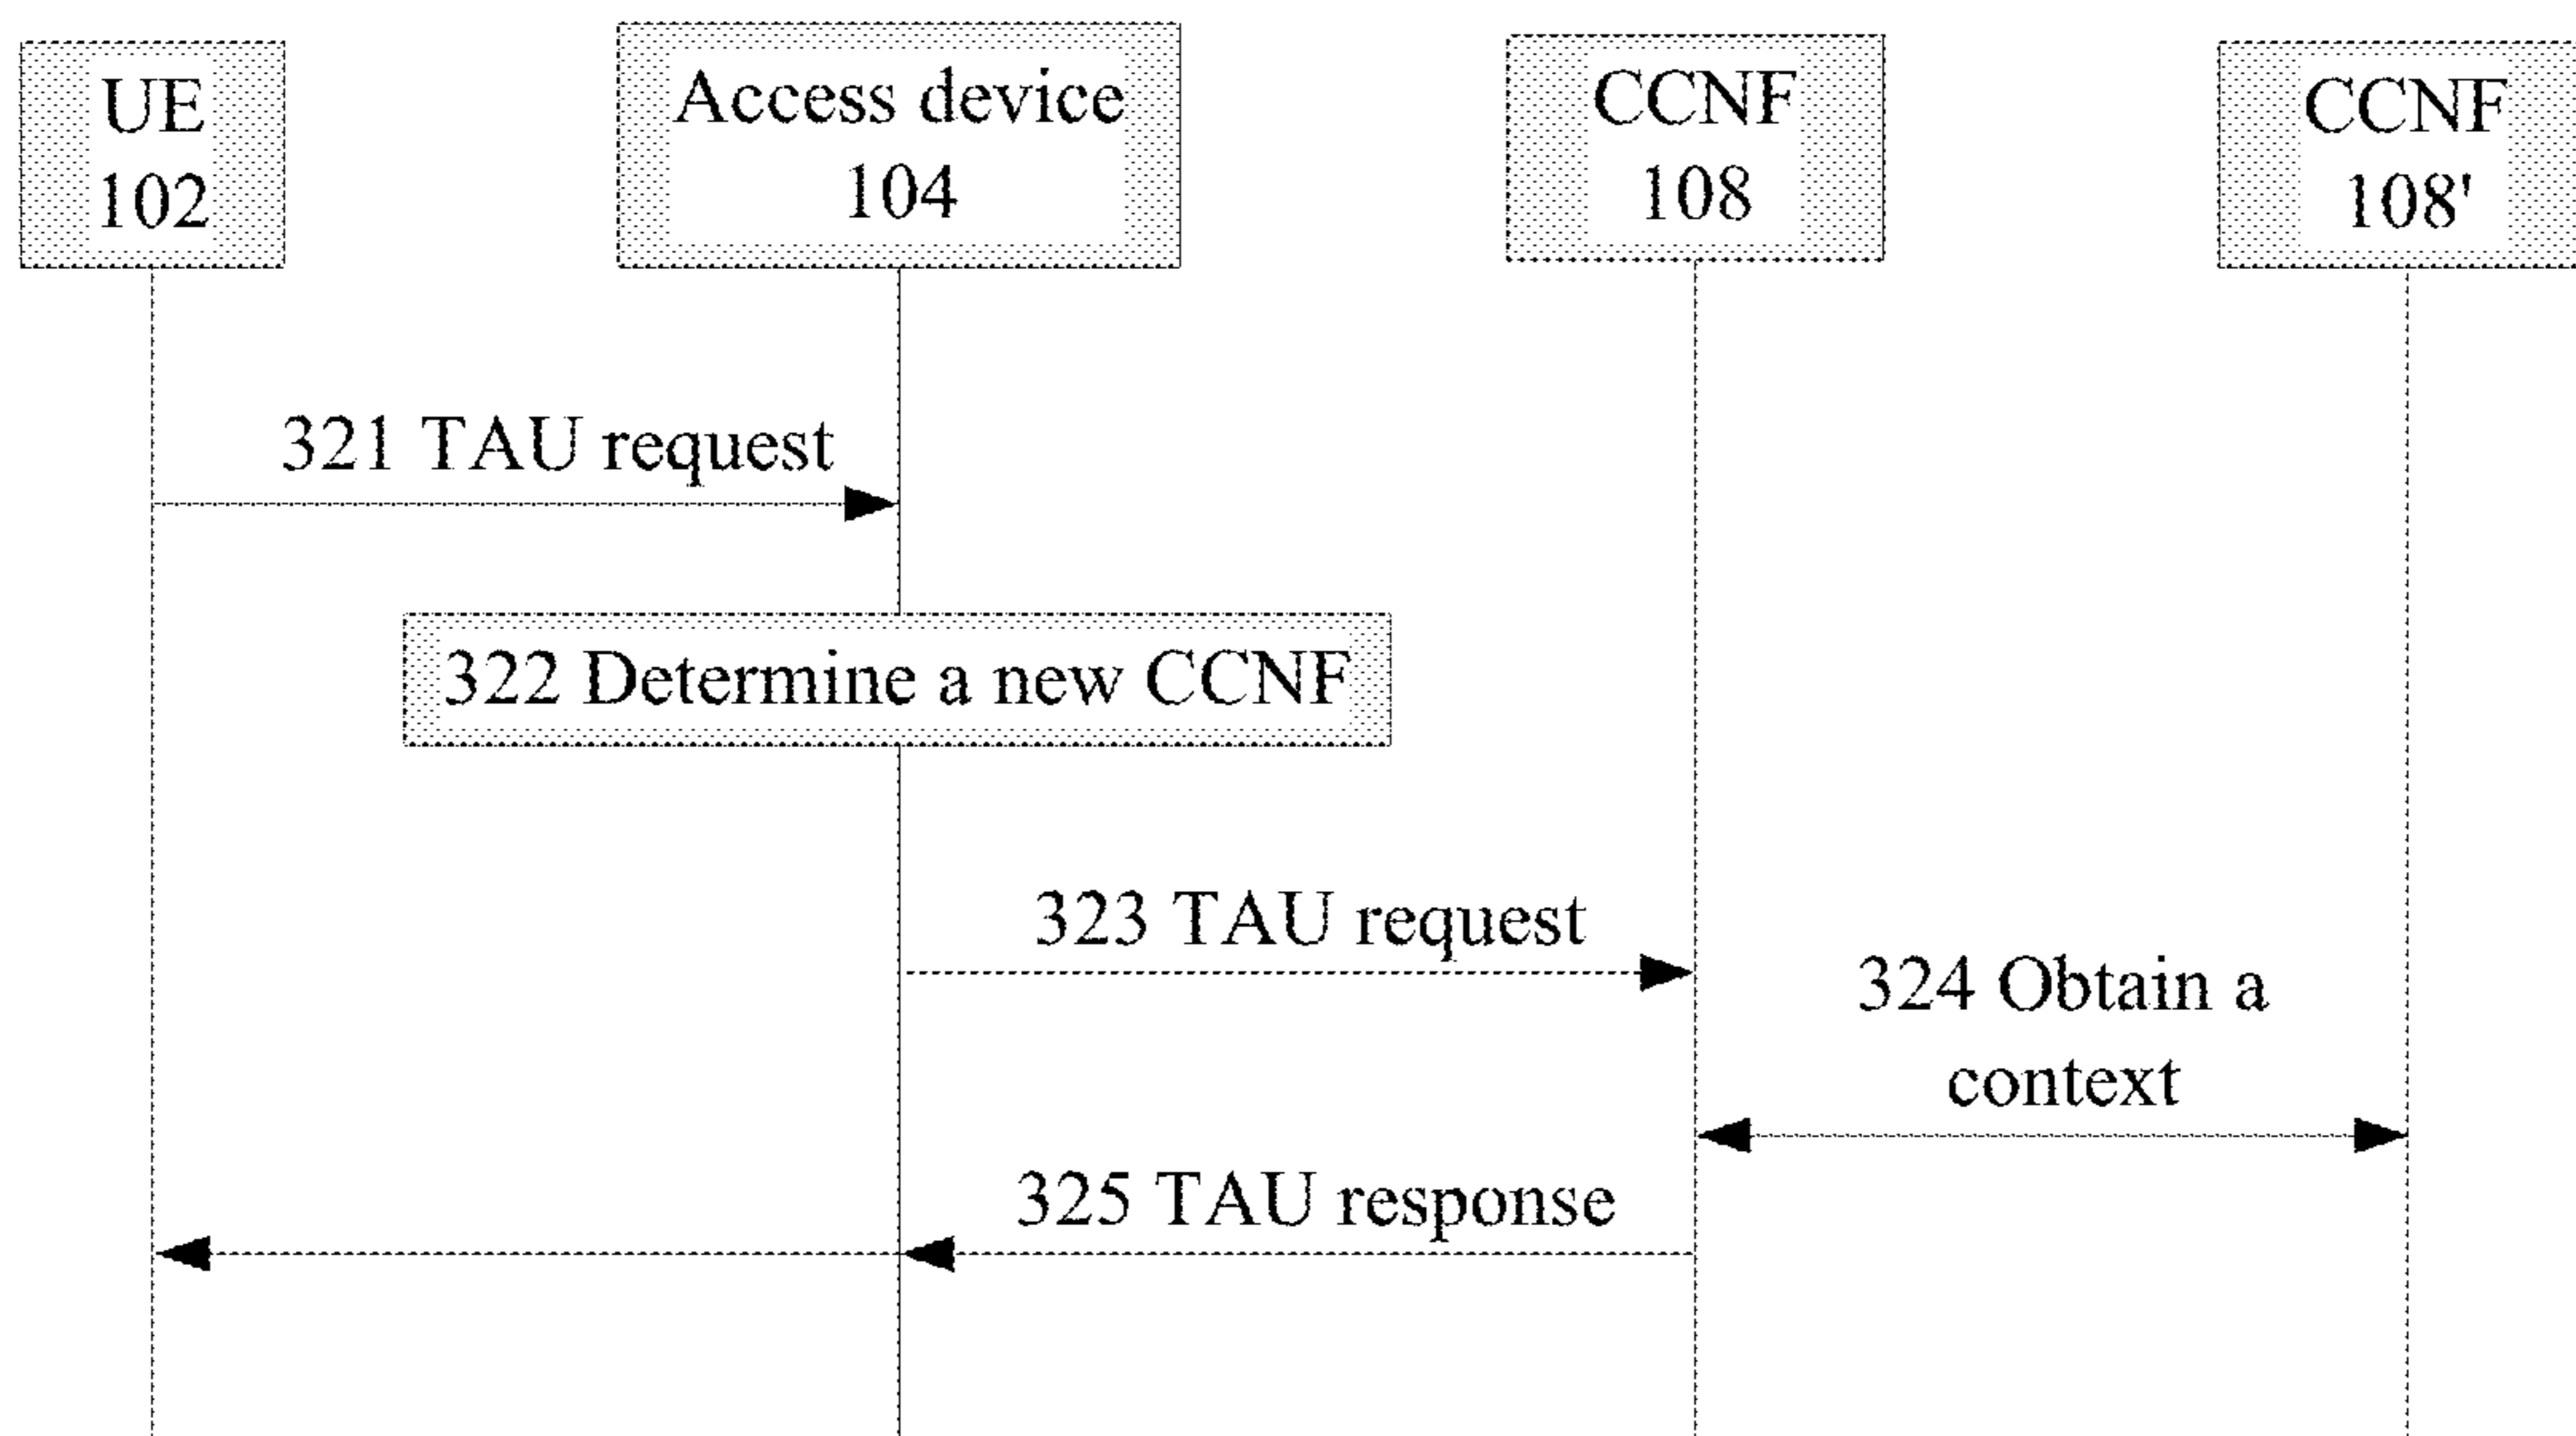 UE
102
Access device
104
CCNF
108
CCNF
108'
321 TAU request
322 Determine a new CCNF
323 TAU request
324 Obtain a
context
325 TAU response